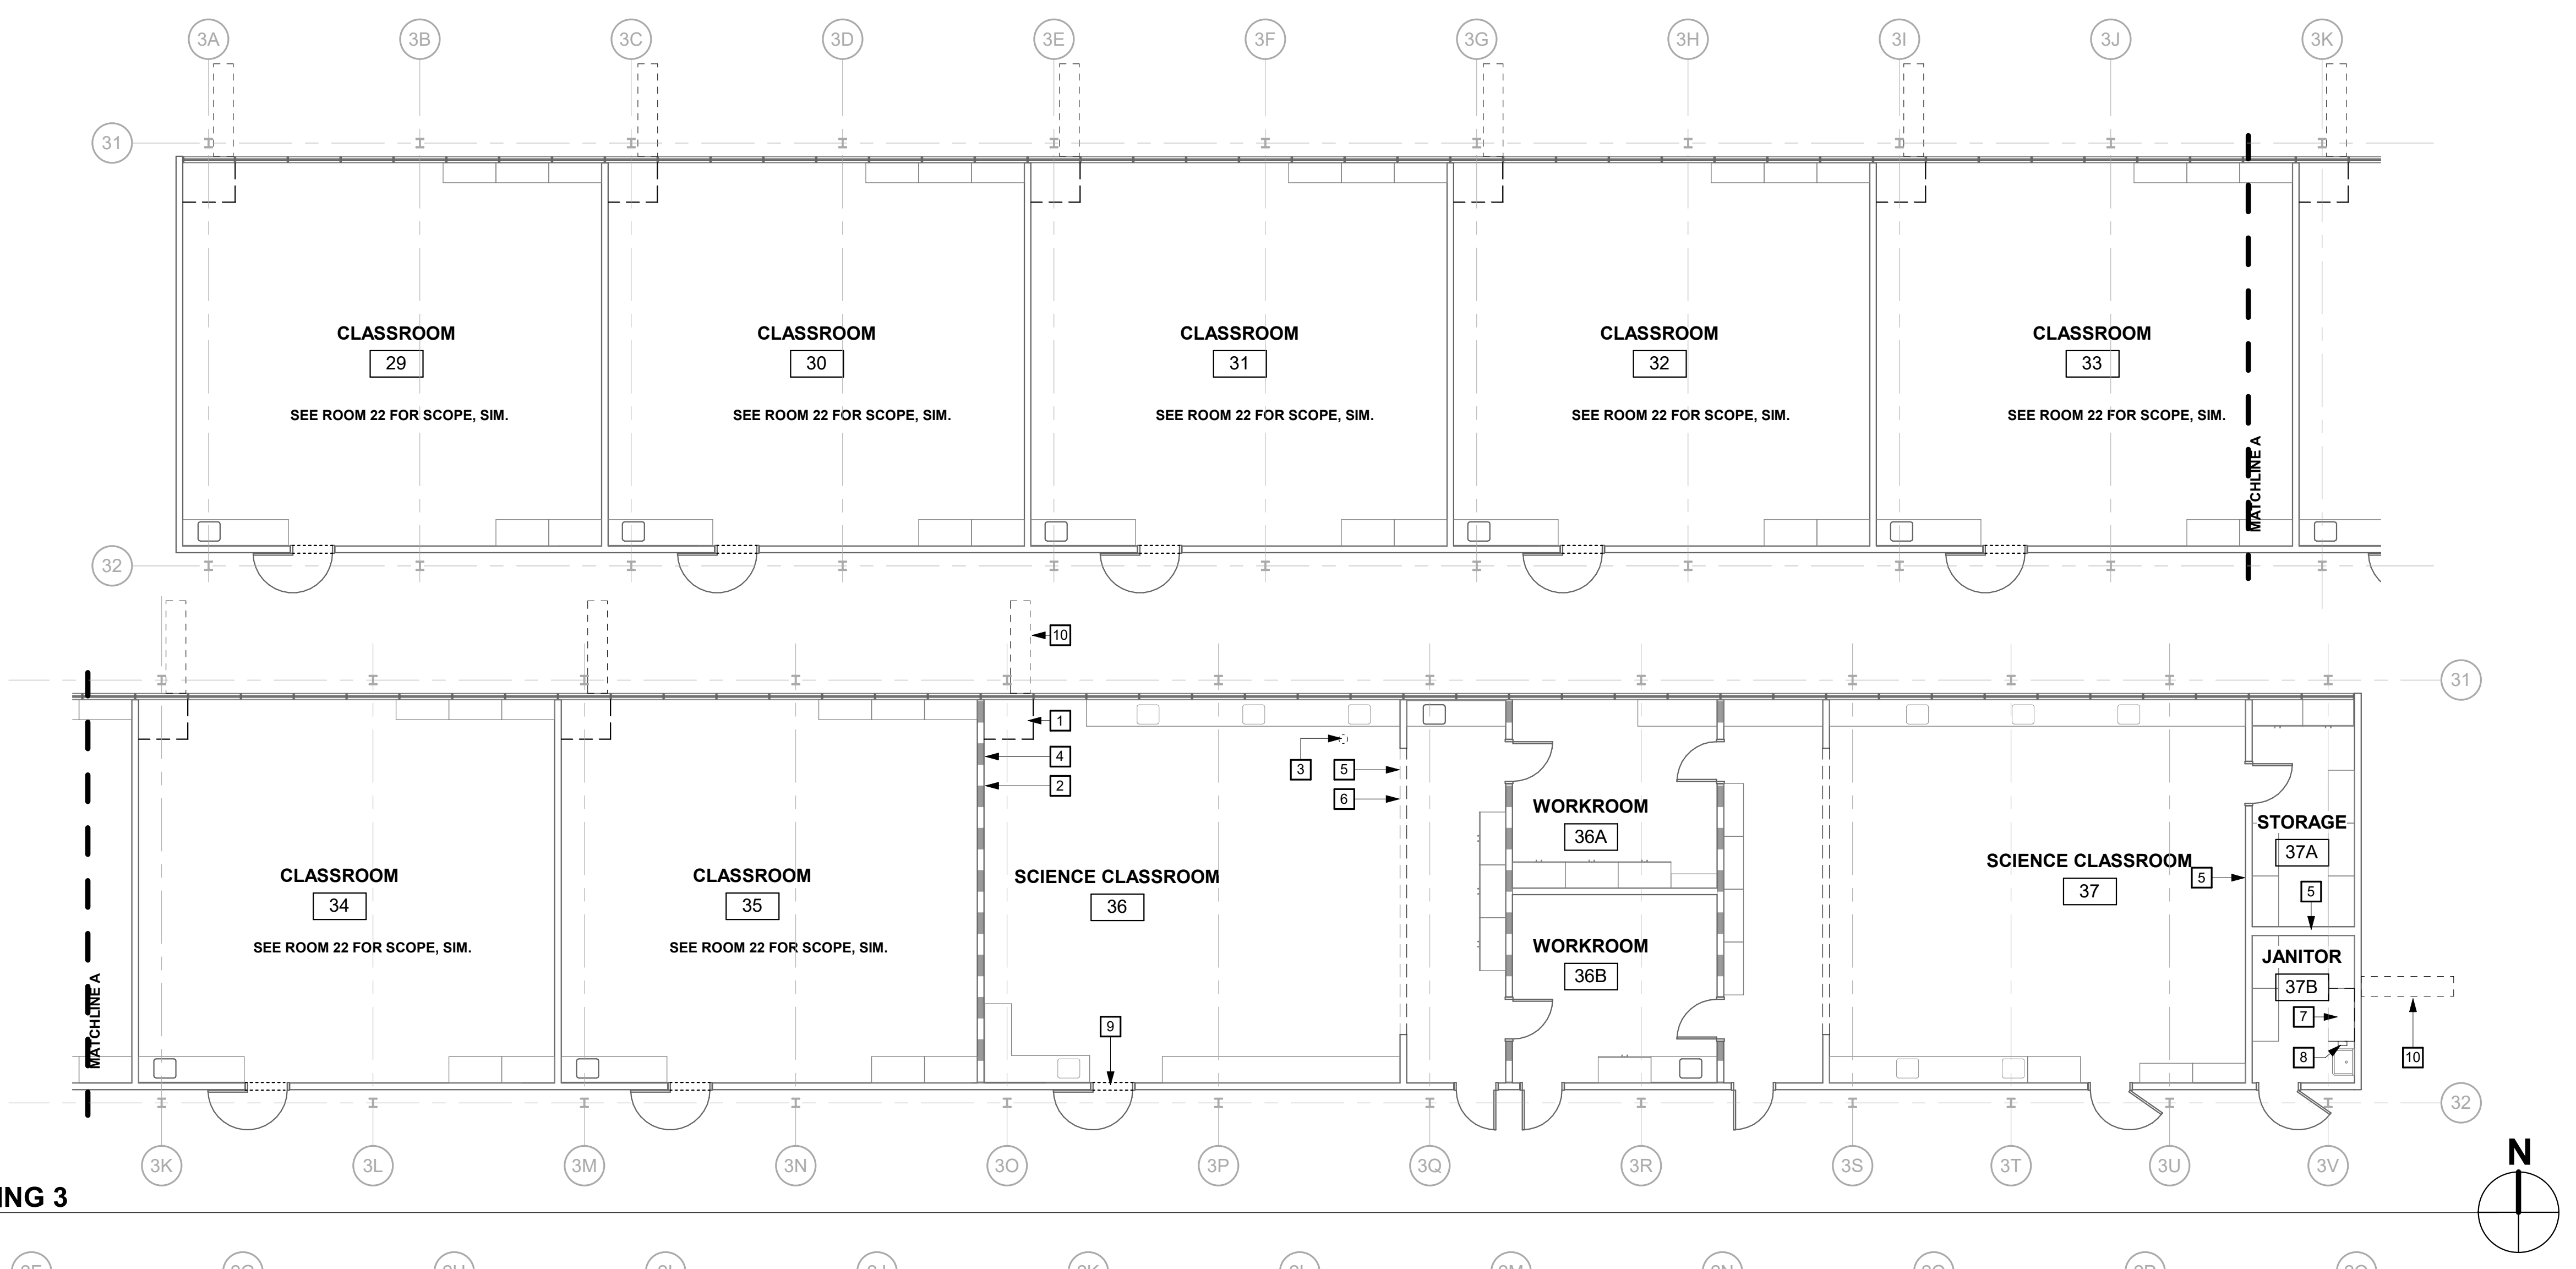 3A 3B 3C 3D 3E 3F 3G 3H 3I 3J 3K
31
CLASSROOM CLASSROOM CLASSROOM CLASSROOM CLASSROOM
29 30 31 32 33
SEE ROOM 22 FOR SCOPE, SIM. SEE ROOM 22 FOR SCOPE, SIM. SEE ROOM 22 FOR SCOPE, SIM. SEE ROOM 22 FOR SCOPE, SIM. SEE ROOM 22 FOR SCOPE, SIM.
MATCHLINE A
32
10
31
1
4
2
3 5
6
WORKROOM
36A
STORAGE
37A
SCIENCE CLASSROOM
37
5
5
CLASSROOM CLASSROOM SCIENCE CLASSROOM
34 35 36
SEE ROOM 22 FOR SCOPE, SIM. SEE ROOM 22 FOR SCOPE, SIM.
WORKROOM
36B
JANITOR
37B
MATCHLINE A
9
7
8 10
32
3K 3L 3M 3N 3O 3P 3Q 3R 3S 3T 3U 3V
N
ING 3